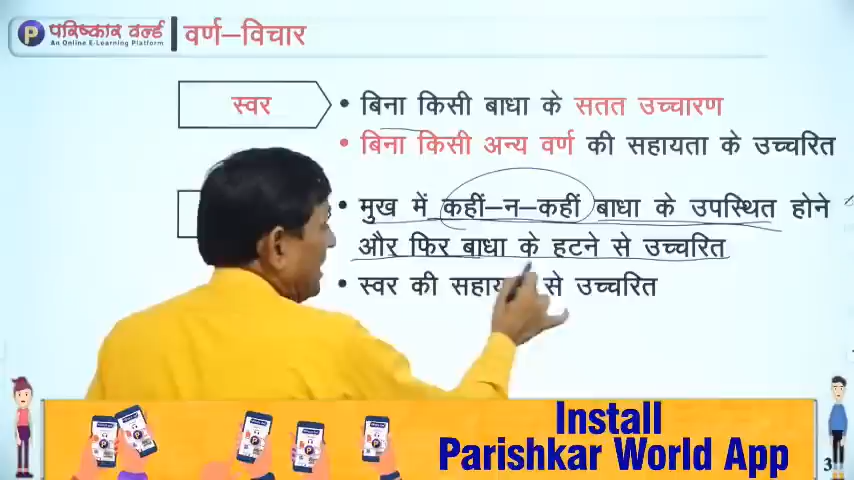 P परिष्कार वर्ल्ड वर्ण–विचार
An Online E-Learning Platform
स्वर
• बिना किसी बाधा के सतत उच्चारण
• बिना किसी अन्य वर्ण की सहायता के उच्चरित
• मुख में कहीं–न–कहीं बाधा के उपस्थित होने
और फिर बाधा के हटने से उच्चरित
• स्वर की से उच्चरित
Install
Parishkar World App
3